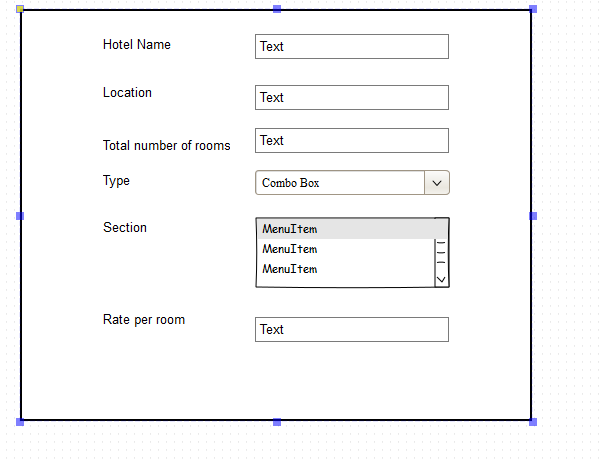 Hotel Name Text
Location Text
Total number of rooms Text
Type Combo Box
Section MenuItem
MenuItem
MenuItem
Rate per room Text